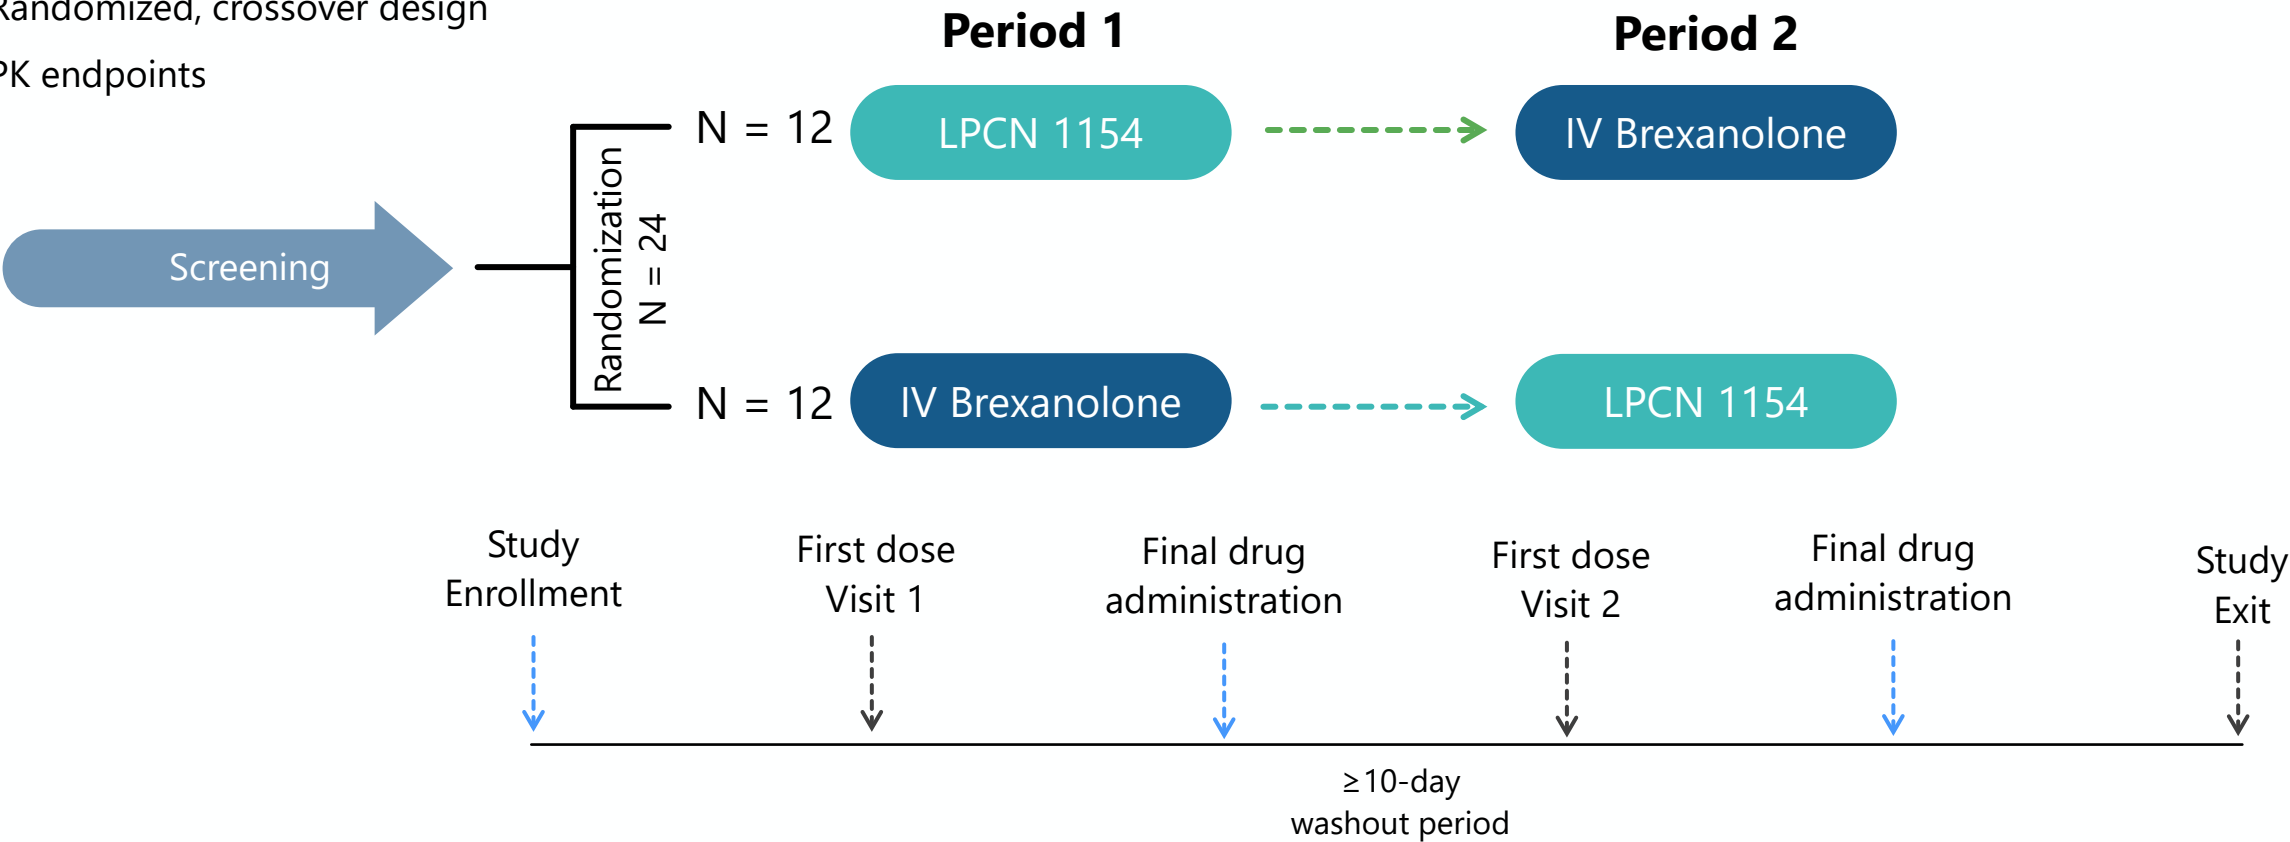 Randomized, crossover design
PK endpoints
Period 1
Period 2
N = 12
LPCN 1154
IV Brexanolone
Screening
Randomization
N = 24
N = 12
IV Brexanolone
LPCN 1154
Study
Enrollment
First dose
Visit 1
Final drug
administration
First dose
Visit 2
Final drug
administration
Study
Exit
≥10-day
washout period